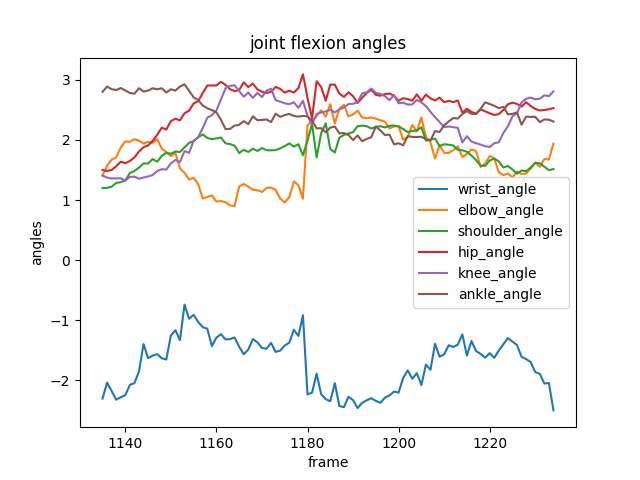 joint flexion angles
3
2
1
0
−1
−2
angles
1140
1160
1180
1200
1220
frame
wrist_angle
elbow_angle
shoulder_angle
hip_angle
knee_angle
ankle_angle